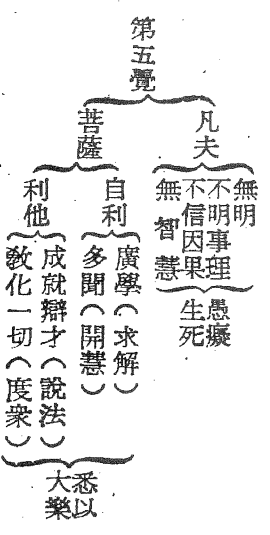 第五覺
凡夫
無明
不明事理
不信因果
無智慧
愚癡
生死
菩薩
自利
廣學（求解）
多聞（開慧）
利他
成就辯才（說法）
教化一切（度衆）
悉以
大樂